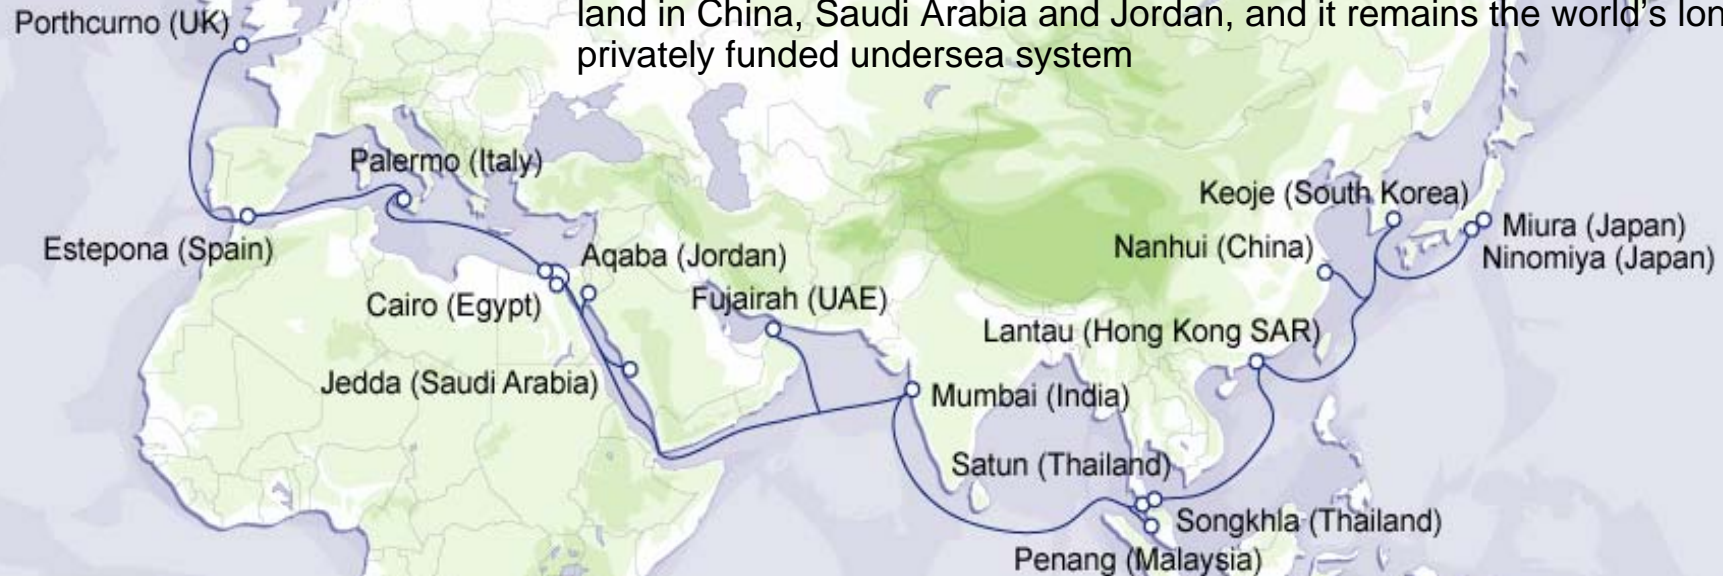 land in China, Saudi Arabia and Jordan, and it remains the world's
privately funded undersea system
Porthcurno (UK)
Palermo (Italy)
Estepona (Spain)
Aqaba (Jordan)
Cairo (Egypt)
Fujairah (UAE)
Jedda (Saudi Arabia)
Mumbai (India)
Keoje (South Korea)
Nanhui (China)
Miura (Japan)
Ninomiya (Japan)
Lantau (Hong Kong SAR)
Satun (Thailand)
Songkhla (Thailand)
Penang (Malaysia)